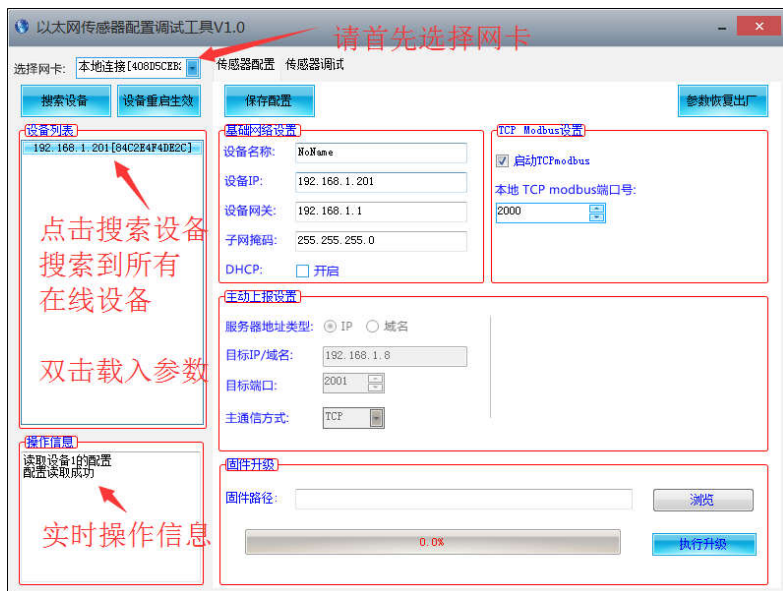 以太网传感器配置调试工具V1.0
请首先选择网卡
选择网卡: 本地连接[408D5CEB:
传感器配置 传感器调试
搜索设备 设备重启生效 保存配置 参数恢复出厂
设备列表
192.168.1.201[84C2E4F4DE2C]
点击搜索设备
搜索到所有
在线设备
双击载入参数
基础网络设置
设备名称: NoName
设备IP: 192.168.1.201
设备网关: 192.168.1.1
子网掩码: 255.255.255.0
DHCP: 开启
TCP Modbus设置
启动TCPmodbus
本地 TCP modbus端口号:
2000
主动上报设置
服务器地址类型: IP 域名
目标IP/域名: 192.168.1.8
目标端口: 2001
主通信方式: TCP
操作信息
读取设备1的配置
配置读取成功
实时操作信息
固件升级
固件路径: 浏览
0.0% 执行升级